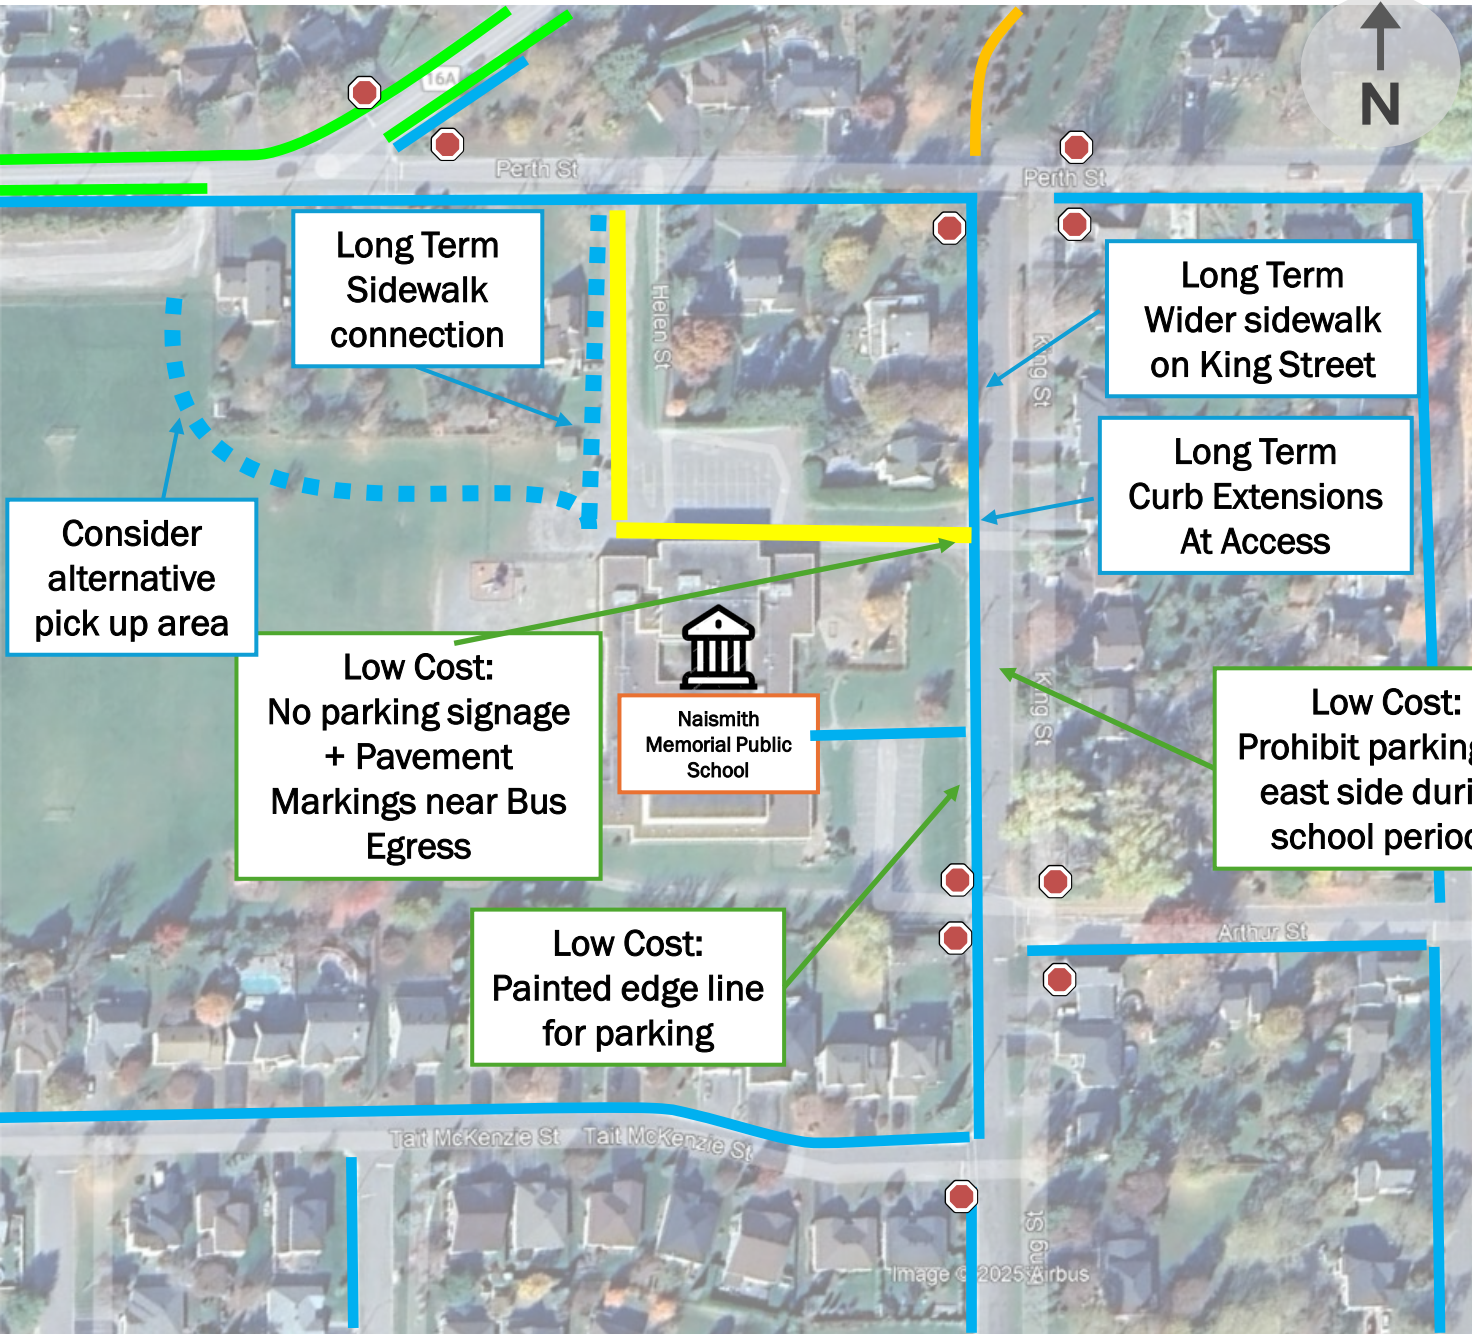 N
16A
Perth St
Perth St
Long Term
Sidewalk
connection
Helen St
Long Term
Wider sidewalk
on King Street
King St
Long Term
Curb Extensions
At Access
Consider
alternative
pick up area
Low Cost:
No parking signage
+ Pavement
Markings near Bus
Egress
Naismith
Memorial Public
School
King St
Low Cost:
Prohibit parking
east side duri
school perio
Low Cost:
Painted edge line
for parking
Arthur St
Tait McKenzie St
Tait McKenzie St
King St
Image © 2025 Airbus